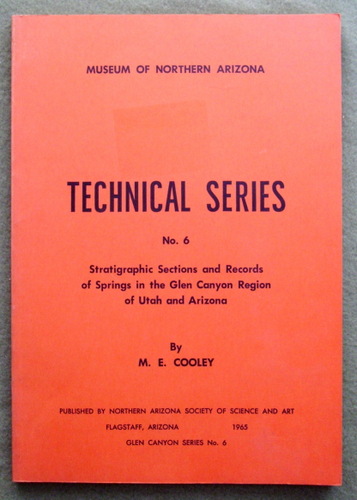 MUSEUM OF NORTHERN ARIZONA
TECHNICAL SERIES
No. 6
Stratigraphic Sections and Records
of Springs in the Glen Canyon Region
of Utah and Arizona
By
M. E. COOLEY
PUBLISHED BY NORTHERN ARIZONA SOCIETY OF SCIENCE AND ART
FLAGSTAFF, ARIZONA 1965
GLEN CANYON SERIES No. 6